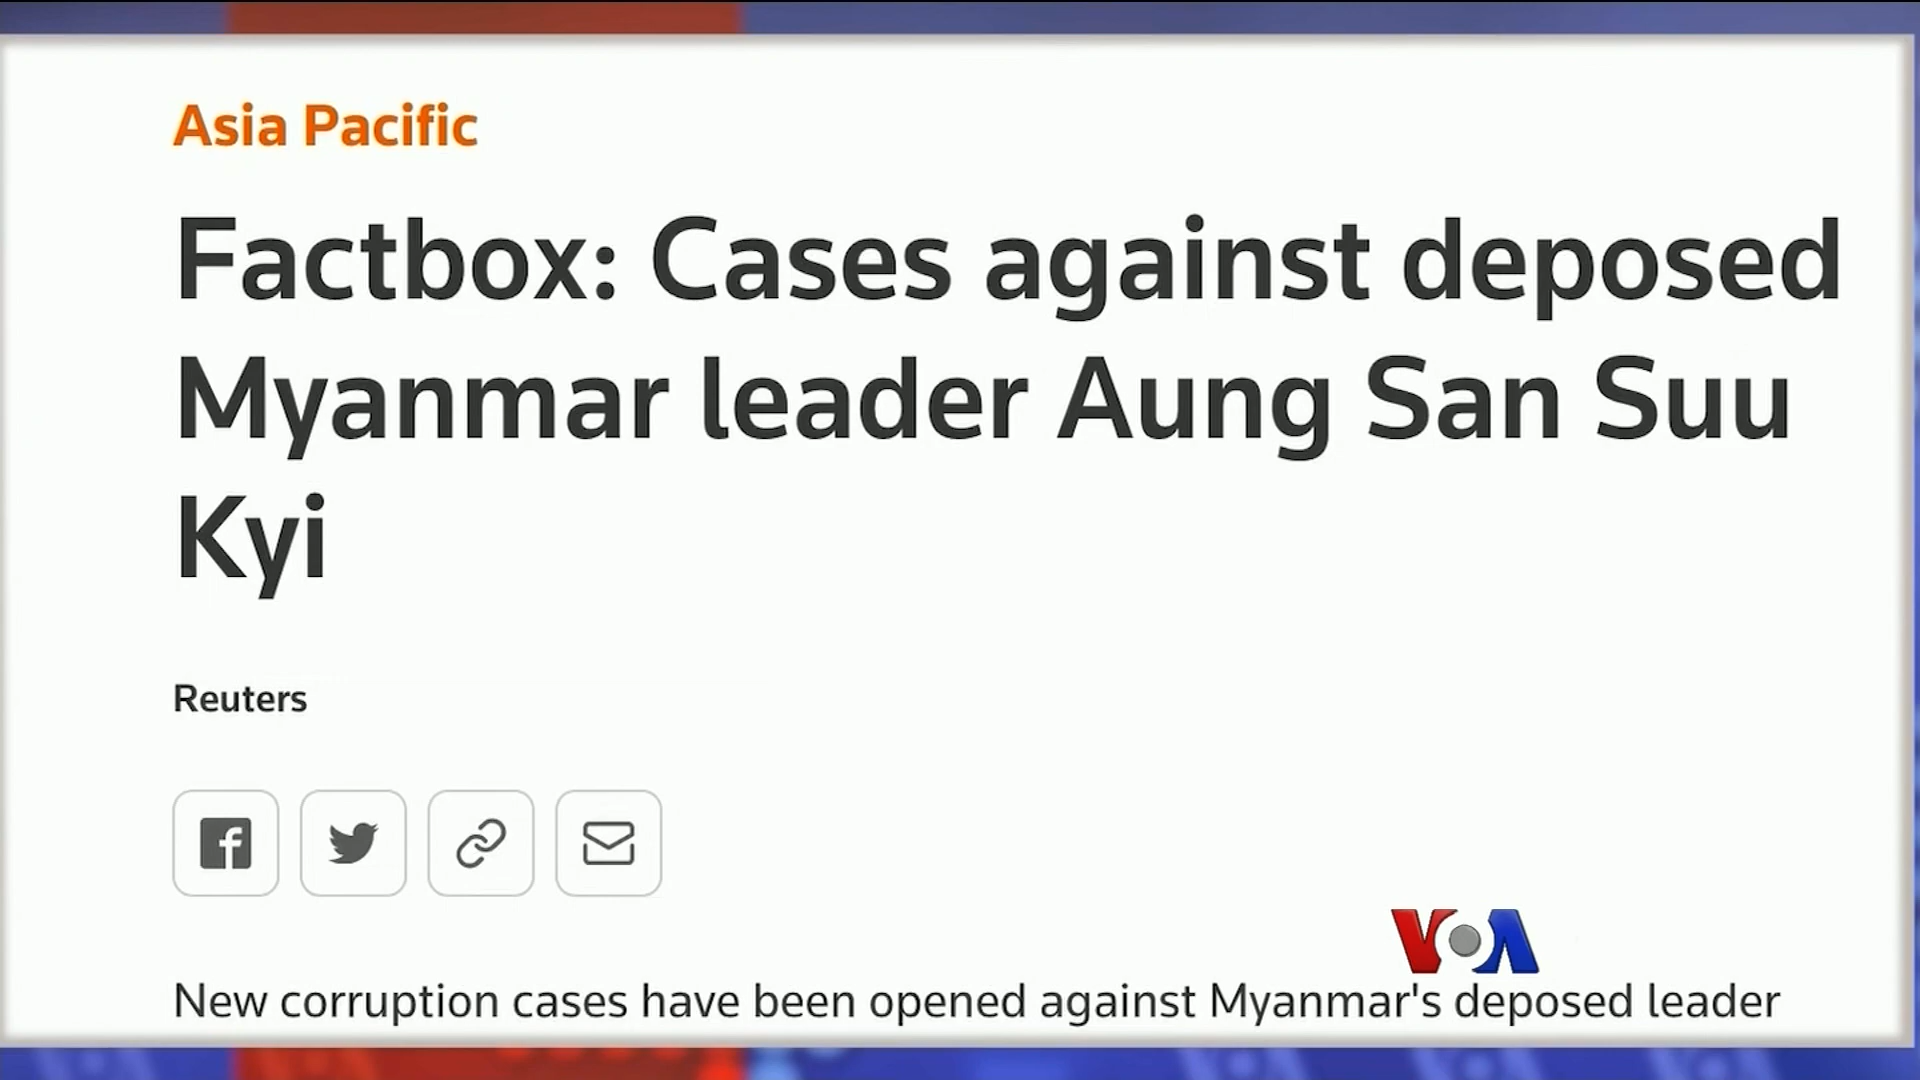 Asia Pacific
Factbox: Cases against deposed
Myanmar leader Aung San Suu
Kyi
Reuters
VOA
New corruption cases have been opened against Myanmar's deposed leader